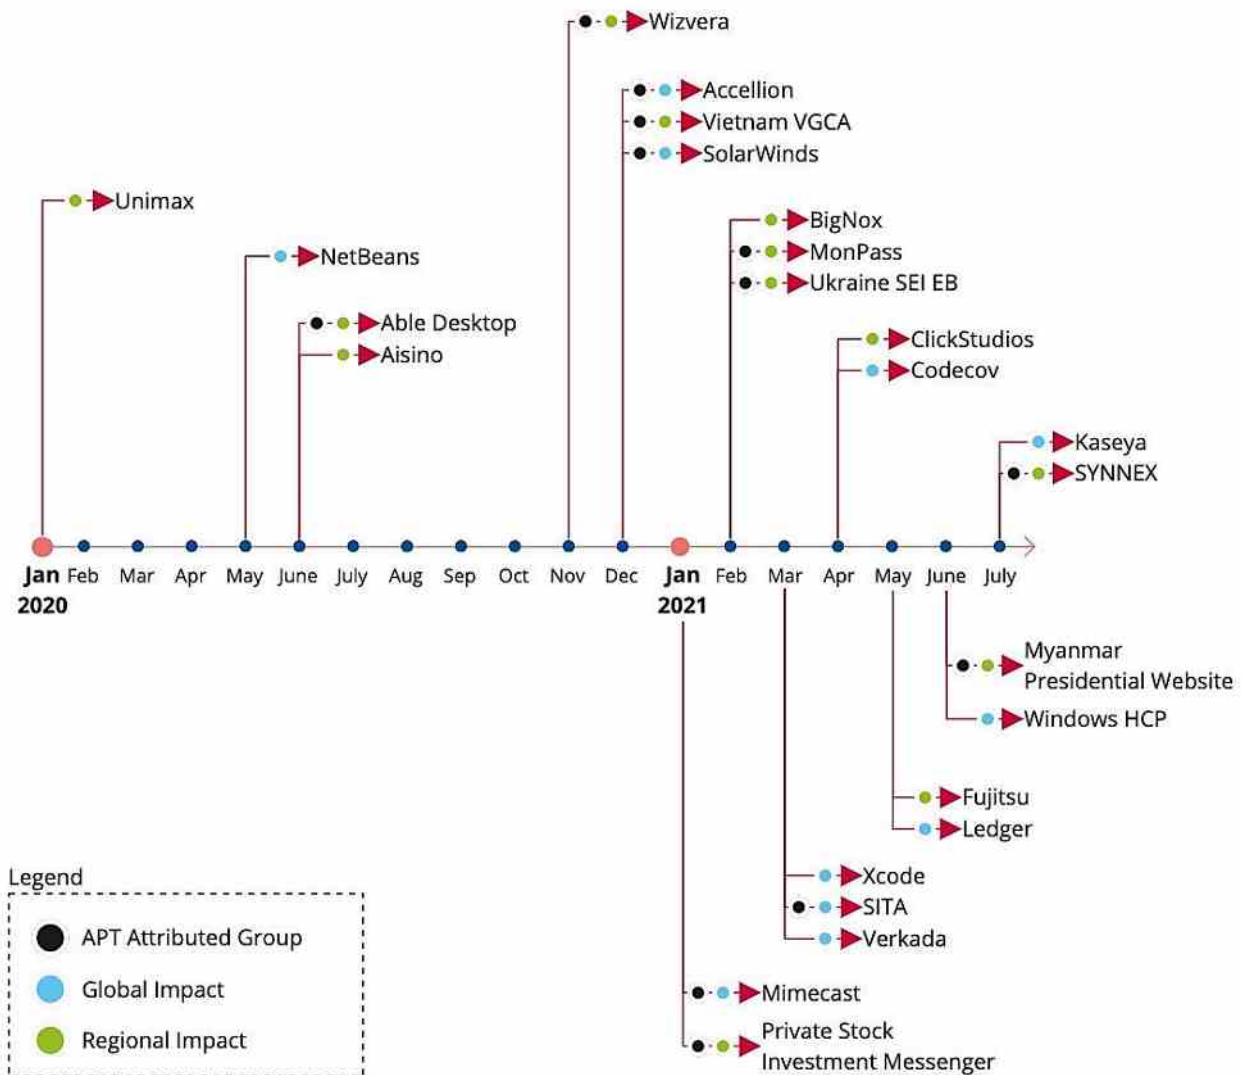 Wizvera
Accellion
Vietnam VGCA
SolarWinds
Unimax
BigNox
NetBeans
MonPass
Ukraine SEI EB
Able Desktop
Aisino
ClickStudios
Codecov
Kaseya
SYNNEX
Jan Feb Mar Apr May June July Aug Sep Oct Nov Dec Jan Feb Mar Apr May June July
2020 2021
Myanmar
Presidential Website
Windows HCP
Fujitsu
Ledger
Xcode
SITA
Verkada
Mimecast
Private Stock
Investment Messenger
Legend
APT Attributed Group
Global Impact
Regional Impact